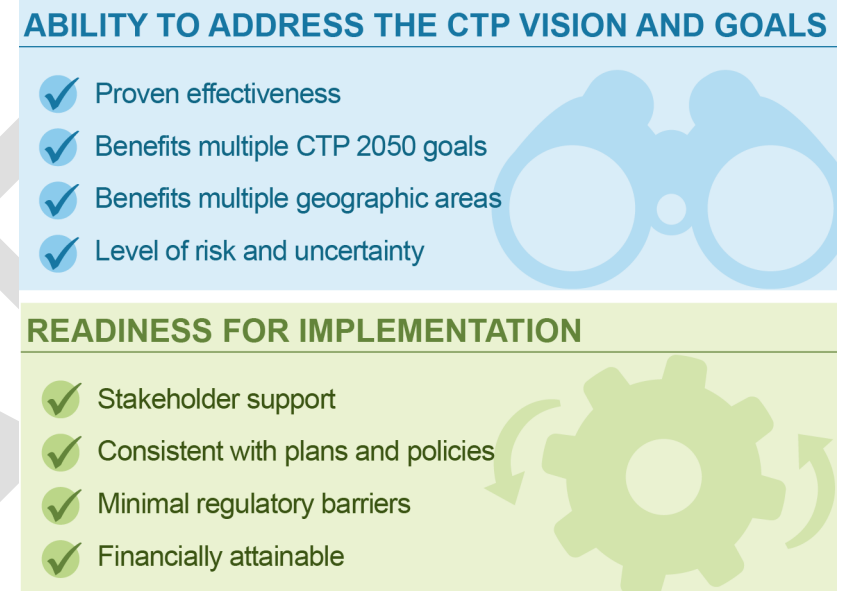 ABILITY TO ADDRESS THE CTP VISION AND GOALS
Proven effectiveness
Benefits multiple CTP 2050 goals
Benefits multiple geographic areas
Level of risk and uncertainty
READINESS FOR IMPLEMENTATION
Stakeholder support
Consistent with plans and policies
Minimal regulatory barriers
Financially attainable